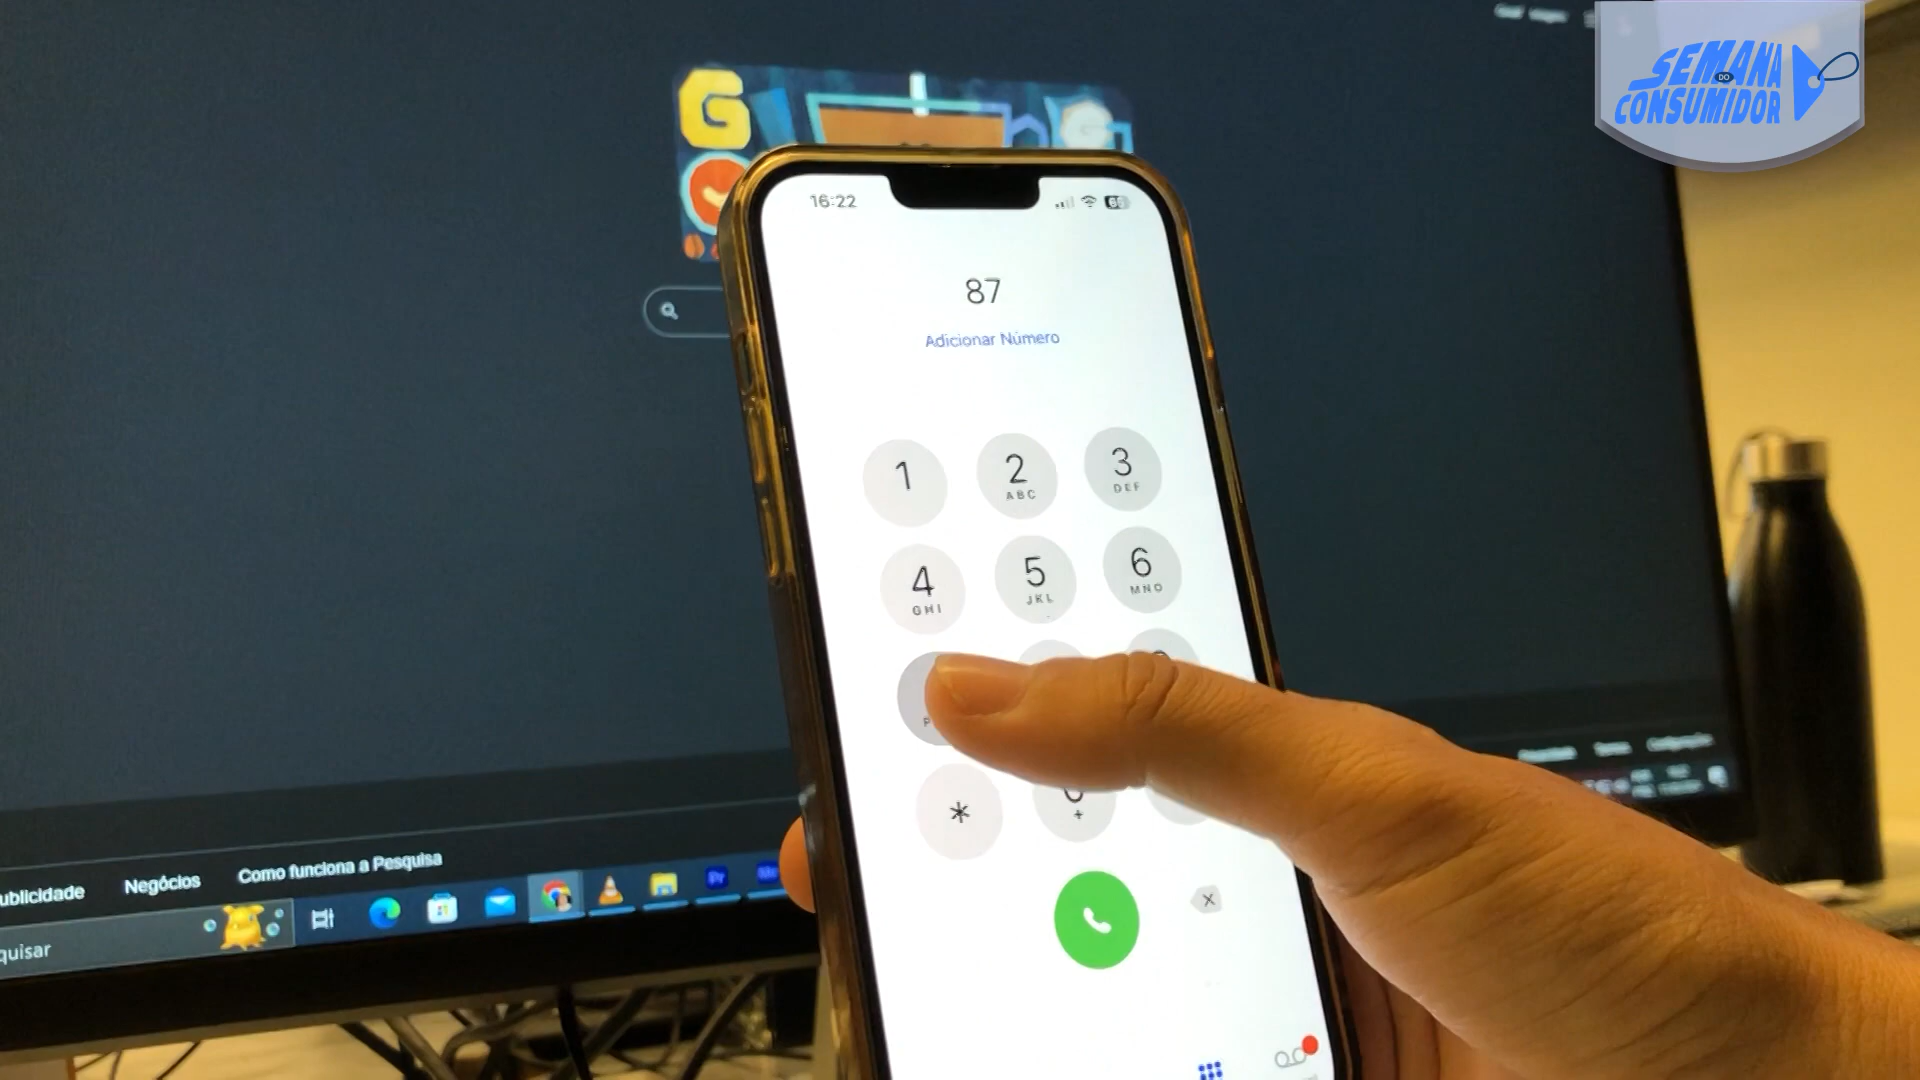 SEMANA
DO
CONSUMIDOR
G
16:22
87
Adicionar Número
1
2
ABC
3
DEF
4
GHI
5
JKL
6
MNO
P
*
+
ublicidade
Negócios
Como funciona a Pesquisa
quisar
Pr